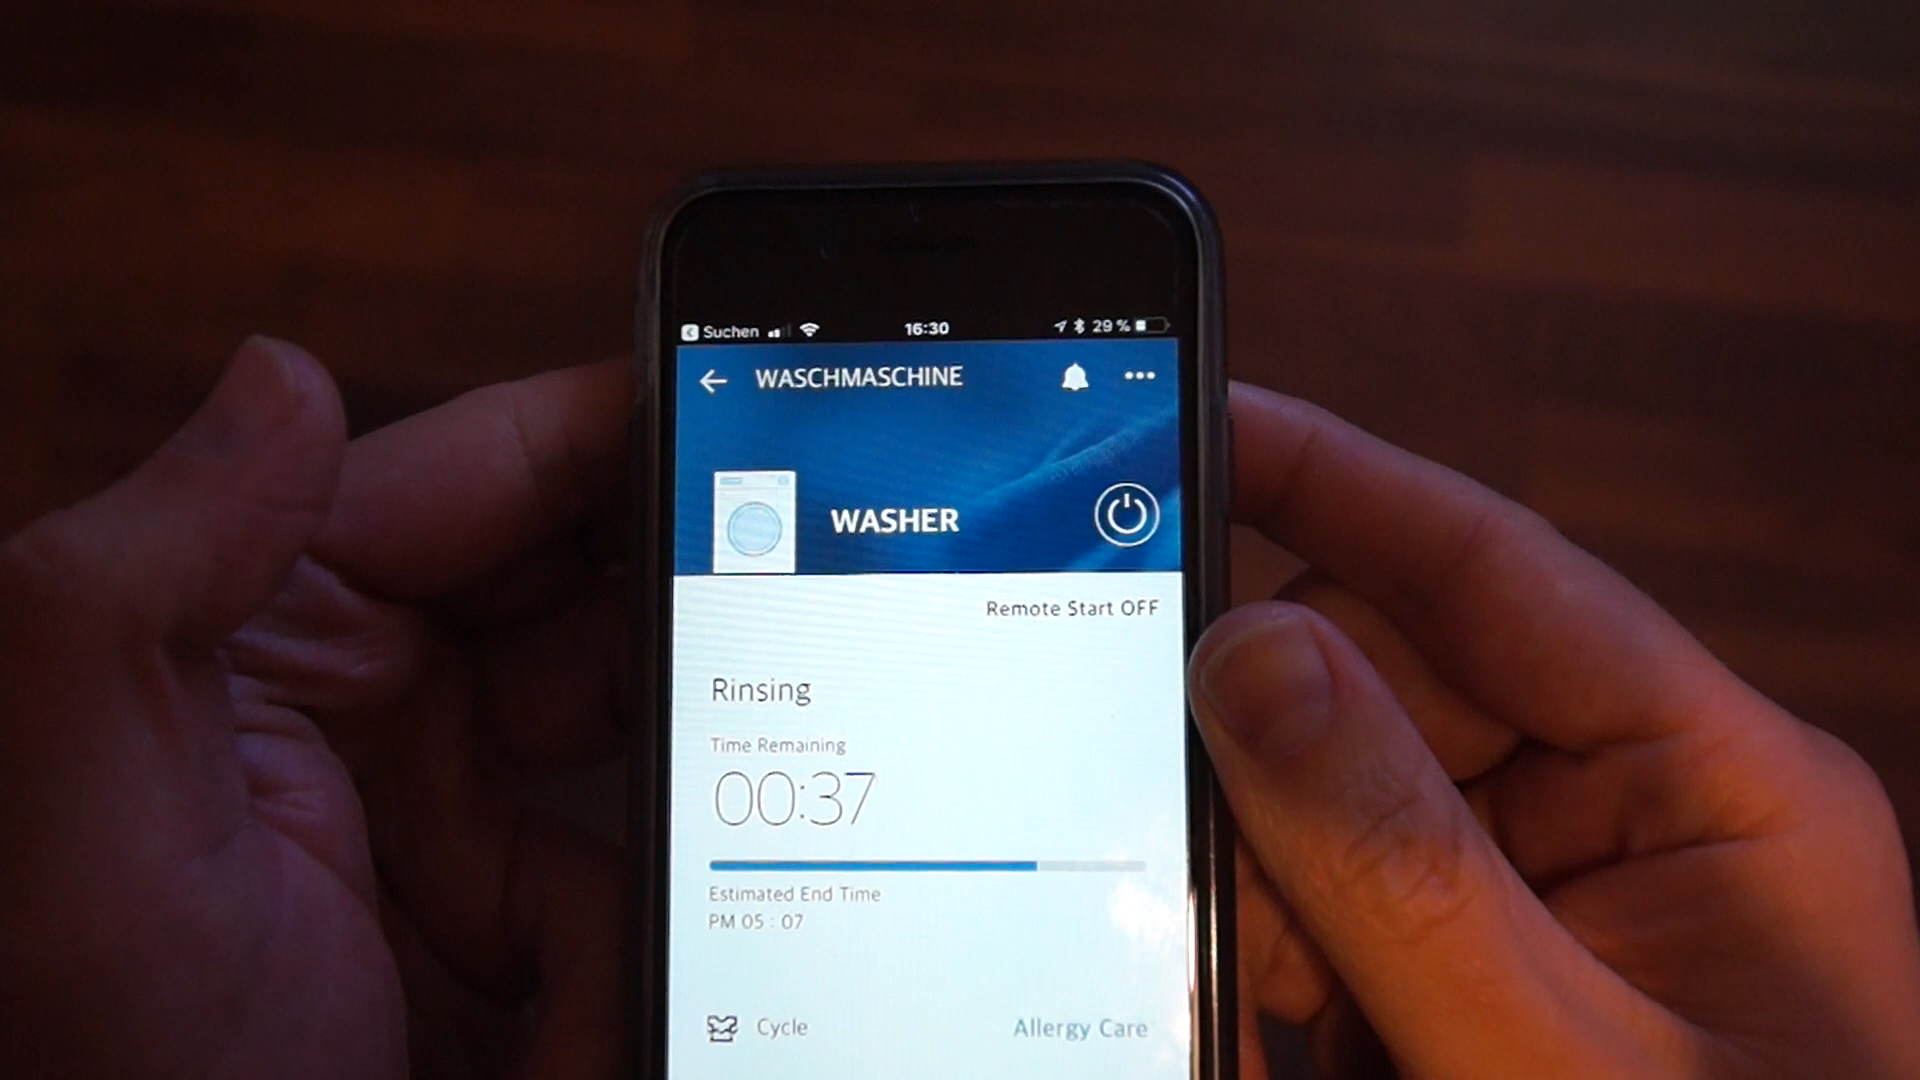 Suchen 16:30 29 %
WASCHMASCHINE
WASHER
Remote Start OFF
Rinsing
Time Remaining
00:37
Estimated End Time
PM 05 : 07
Cycle Allergy Care